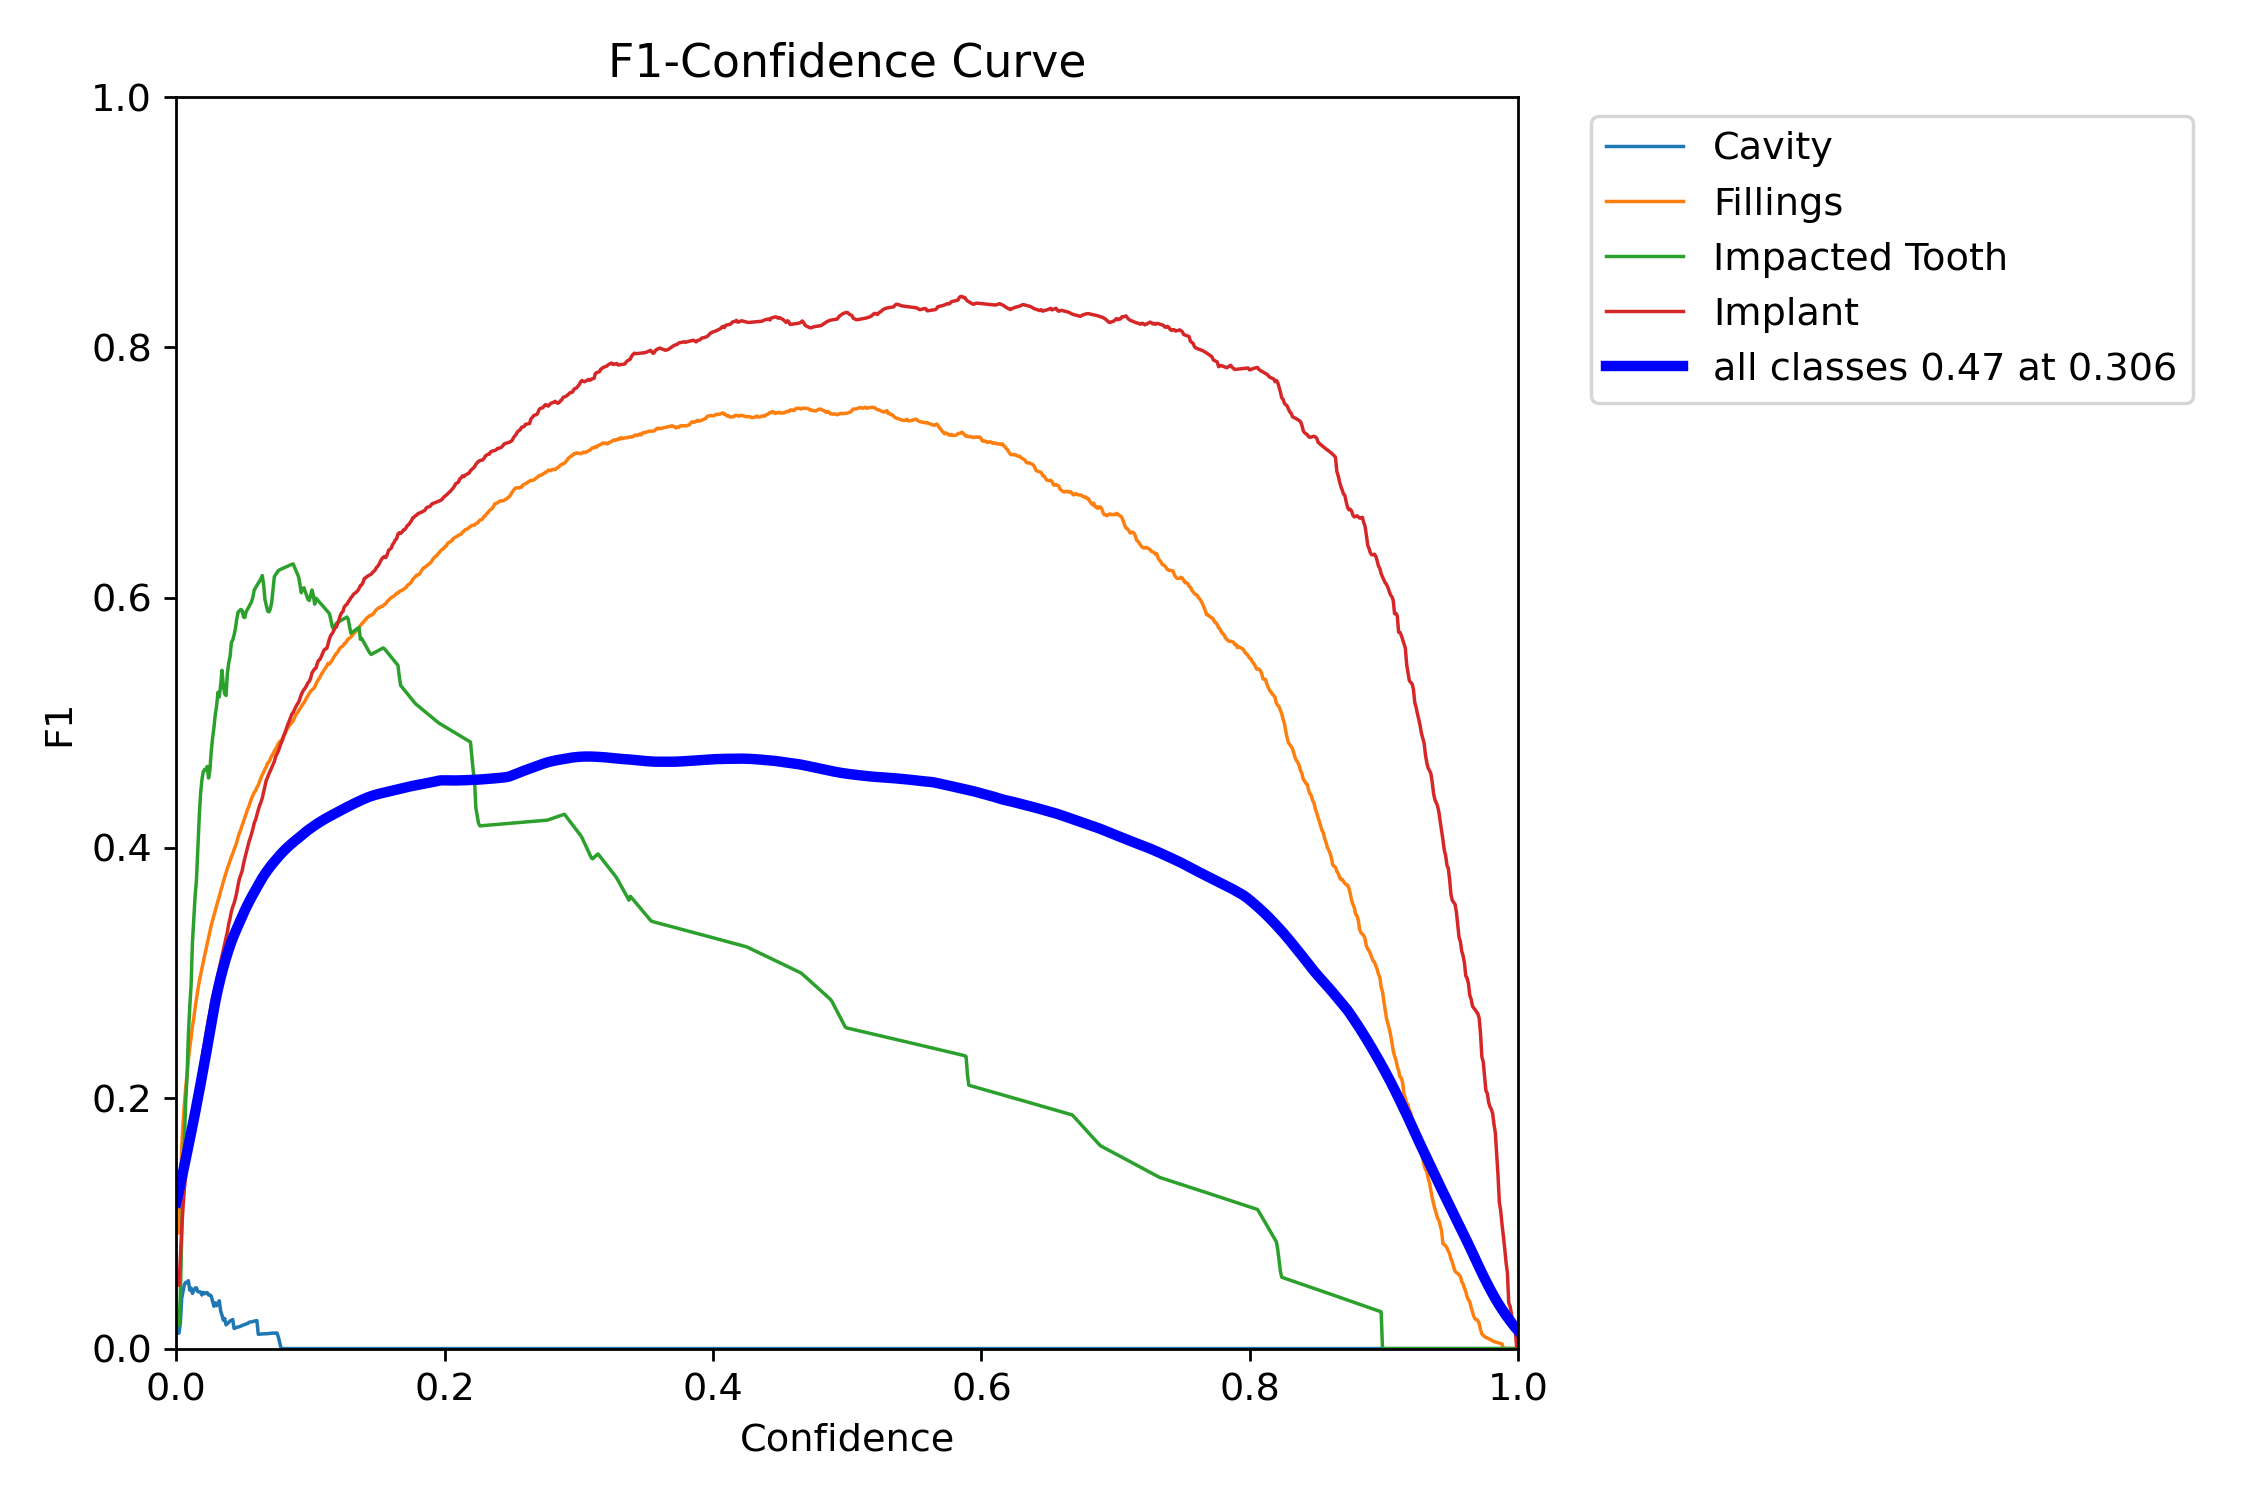 F1-Confidence Curve
1.0
0.8
0.6
0.4
0.2
0.0
F1
0.0 0.2 0.4 0.6 0.8 1.0
Confidence
Cavity
Fillings
Impacted Tooth
Implant
all classes 0.47 at 0.306